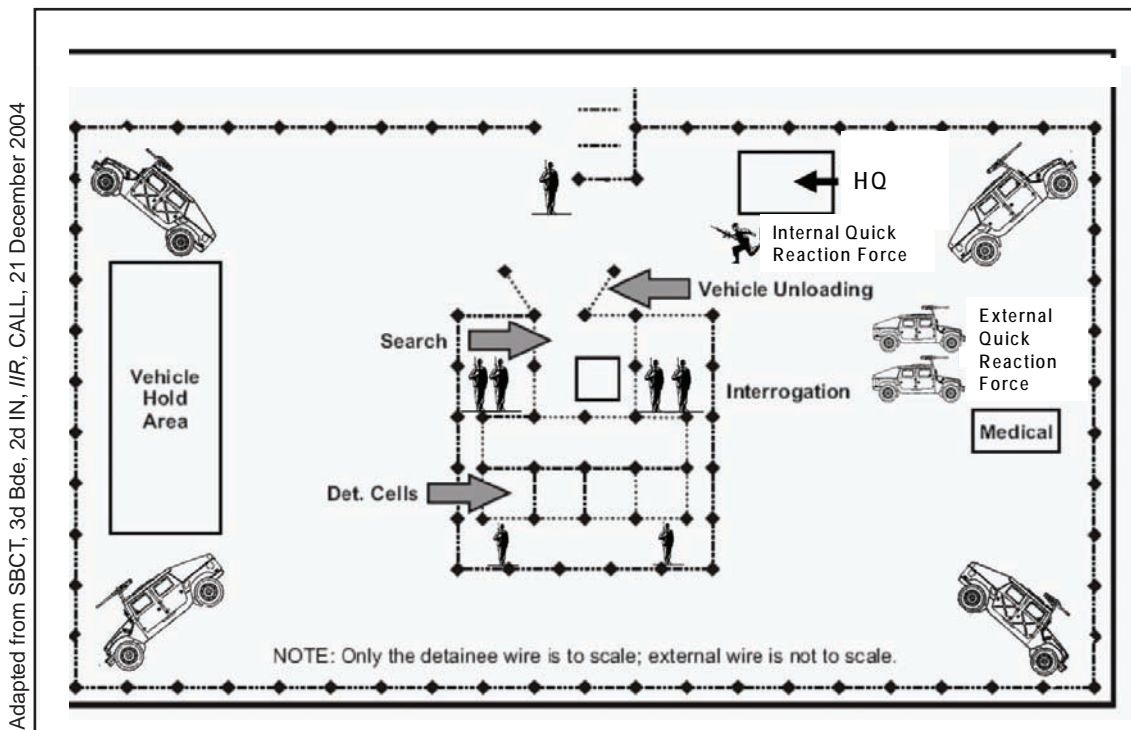 Adapted from SBCT, 3d Bde, 2d IN, IIR, CALL, 21 December 2004
HQ
Internal Quick
Reaction Force
Vehicle Unloading
Search
External
Quick
Reaction
Force
Vehicle
Hold
Area
Interrogation
Medical
Det. Cells
NOTE: Only the detainee wire is to scale; external wire is not to scale.